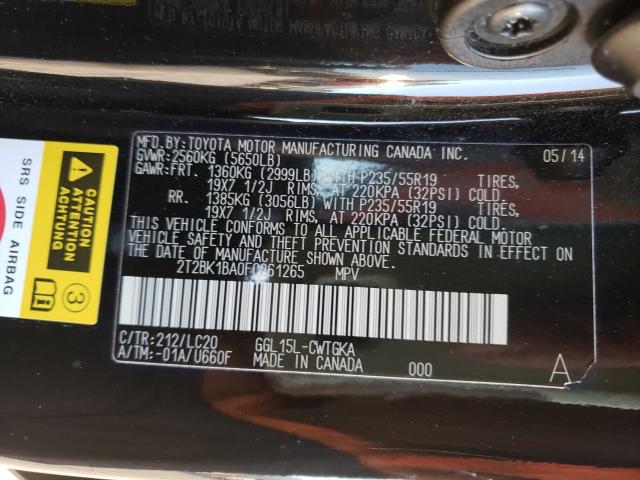 MFD.BY:TOYOTA MOTOR MANUFACTURING CANADA INC. 05/14
GVWR:2560KG (5650LB)
GAWR:FRT. 1360KG (2999LB) WITH P235/55R19 TIRES,
19X7 1/2J RIMS, AT 220KPA (32PSI) COLD.
RR. 1385KG (3056LB) WITH P235/55R19 TIRES,
19X7 1/2J RIMS, AT 220KPA (32PSI) COLD.
THIS VEHICLE CONFORMS TO ALL APPLICABLE FEDERAL MOTOR
VEHICLE SAFETY AND THEFT PREVENTION STANDARDS IN EFFECT ON
THE DATE OF MANUFACTURE SHOWN ABOVE.
2T2BK1BA0FC261265 MPV
C/TR:212/LC20 GGL15L-CWTGKA
A/TM:-01A/U660F MADE IN CANADA 000 A
SRS SIDE AIRBAG
ATTENTION
CAUTION
ACHTUNG
3